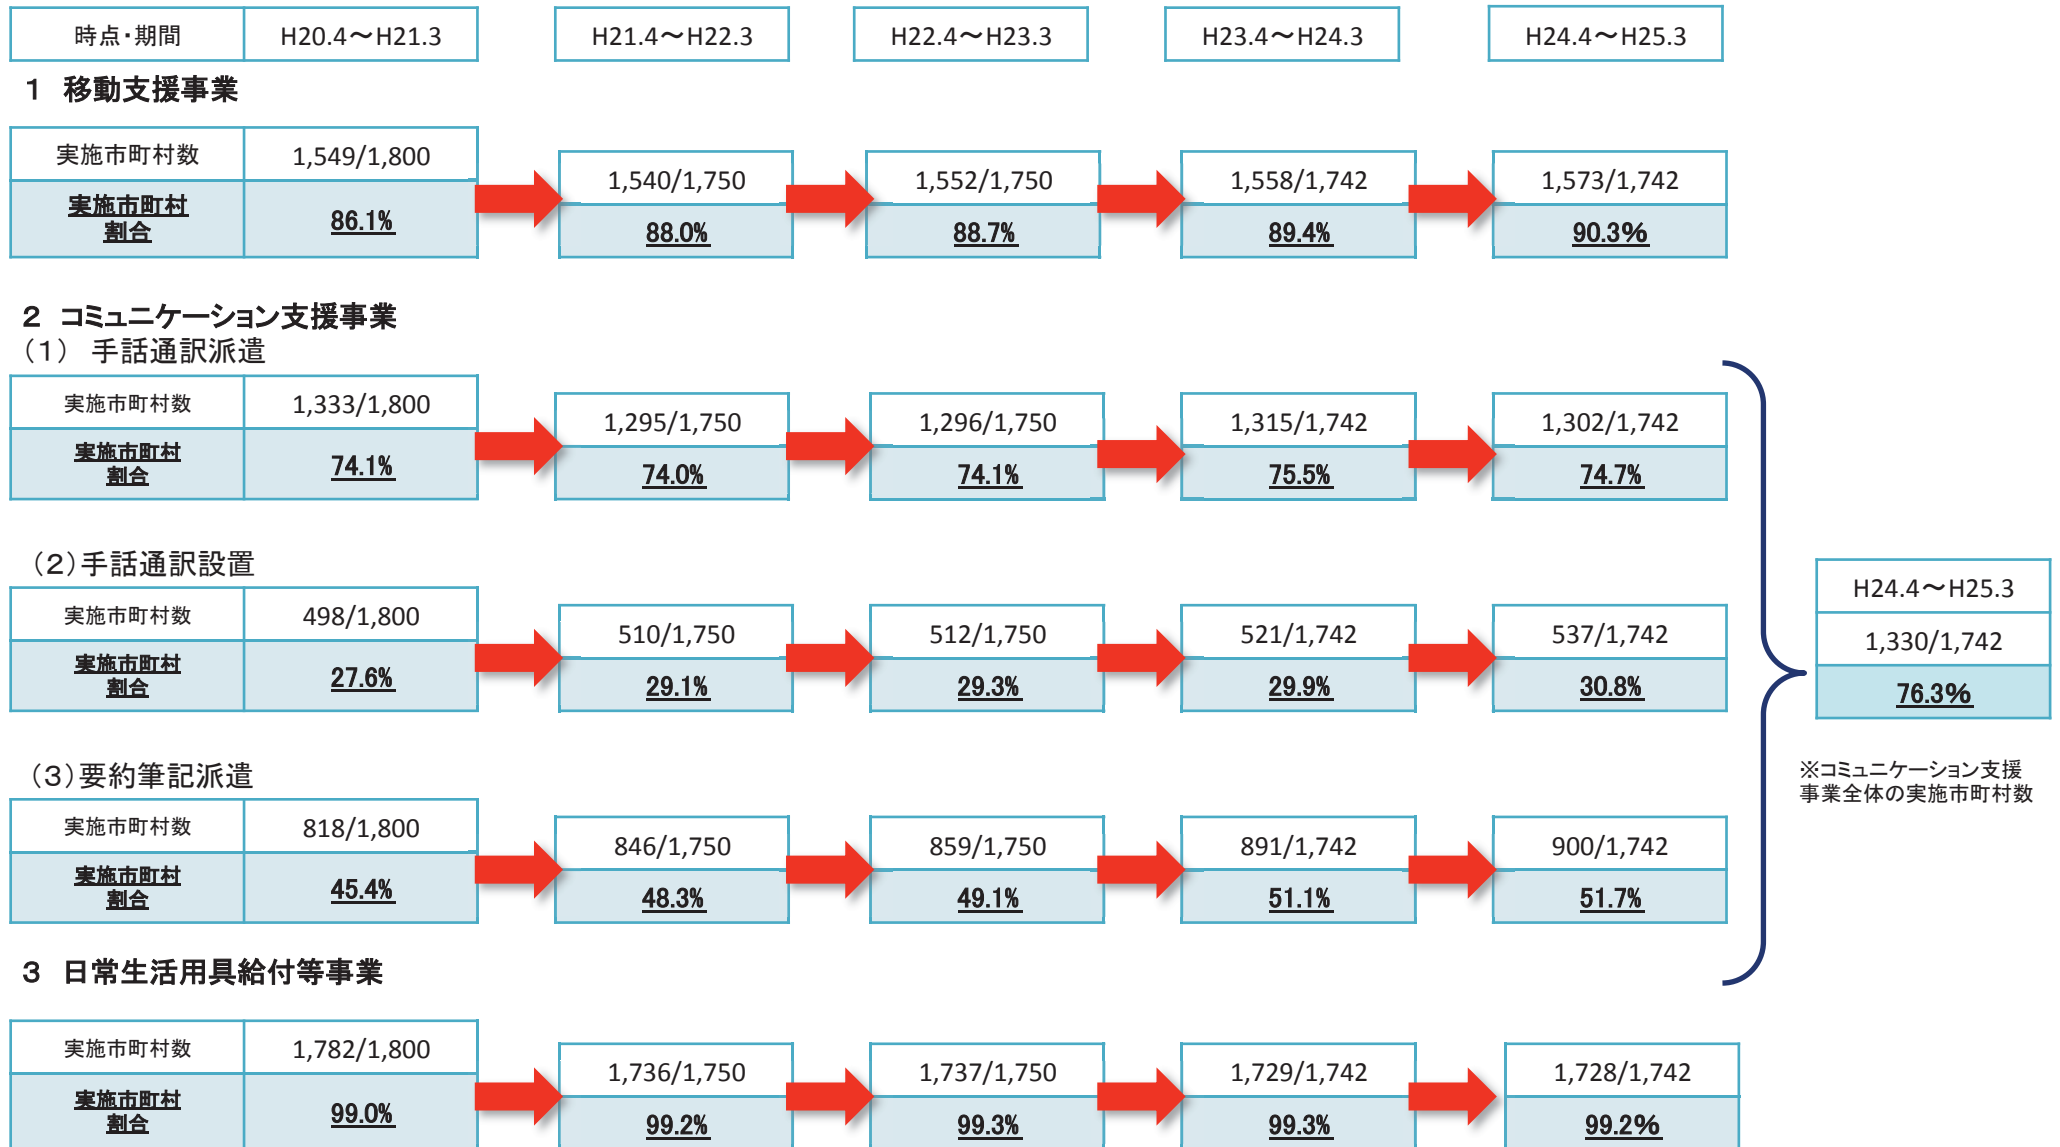 時点・期間 H20.4～H21.3 H21.4～H22.3 H22.4～H23.3 H23.4～H24.3 H24.4～H25.3
１ 移動支援事業
実施市町村数 1,549/1,800 1,540/1,750 1,552/1,750 1,558/1,742 1,573/1,742
実施市町村
割合 86.1% 88.0% 88.7% 89.4% 90.3%
２ コミュニケーション支援事業
（１） 手話通訳派遣
実施市町村数 1,333/1,800 1,295/1,750 1,296/1,750 1,315/1,742 1,302/1,742
実施市町村
割合 74.1% 74.0% 74.1% 75.5% 74.7%
（２）手話通訳設置
実施市町村数 498/1,800 510/1,750 512/1,750 521/1,742 537/1,742
実施市町村
割合 27.6% 29.1% 29.3% 29.9% 30.8%
（３）要約筆記派遣
実施市町村数 818/1,800 846/1,750 859/1,750 891/1,742 900/1,742
実施市町村
割合 45.4% 48.3% 49.1% 51.1% 51.7%
H24.4～H25.3
1,330/1,742
76.3%
※コミュニケーション支援
事業全体の実施市町村数
３ 日常生活用具給付等事業
実施市町村数 1,782/1,800 1,736/1,750 1,737/1,750 1,729/1,742 1,728/1,742
実施市町村
割合 99.0% 99.2% 99.3% 99.3% 99.2%